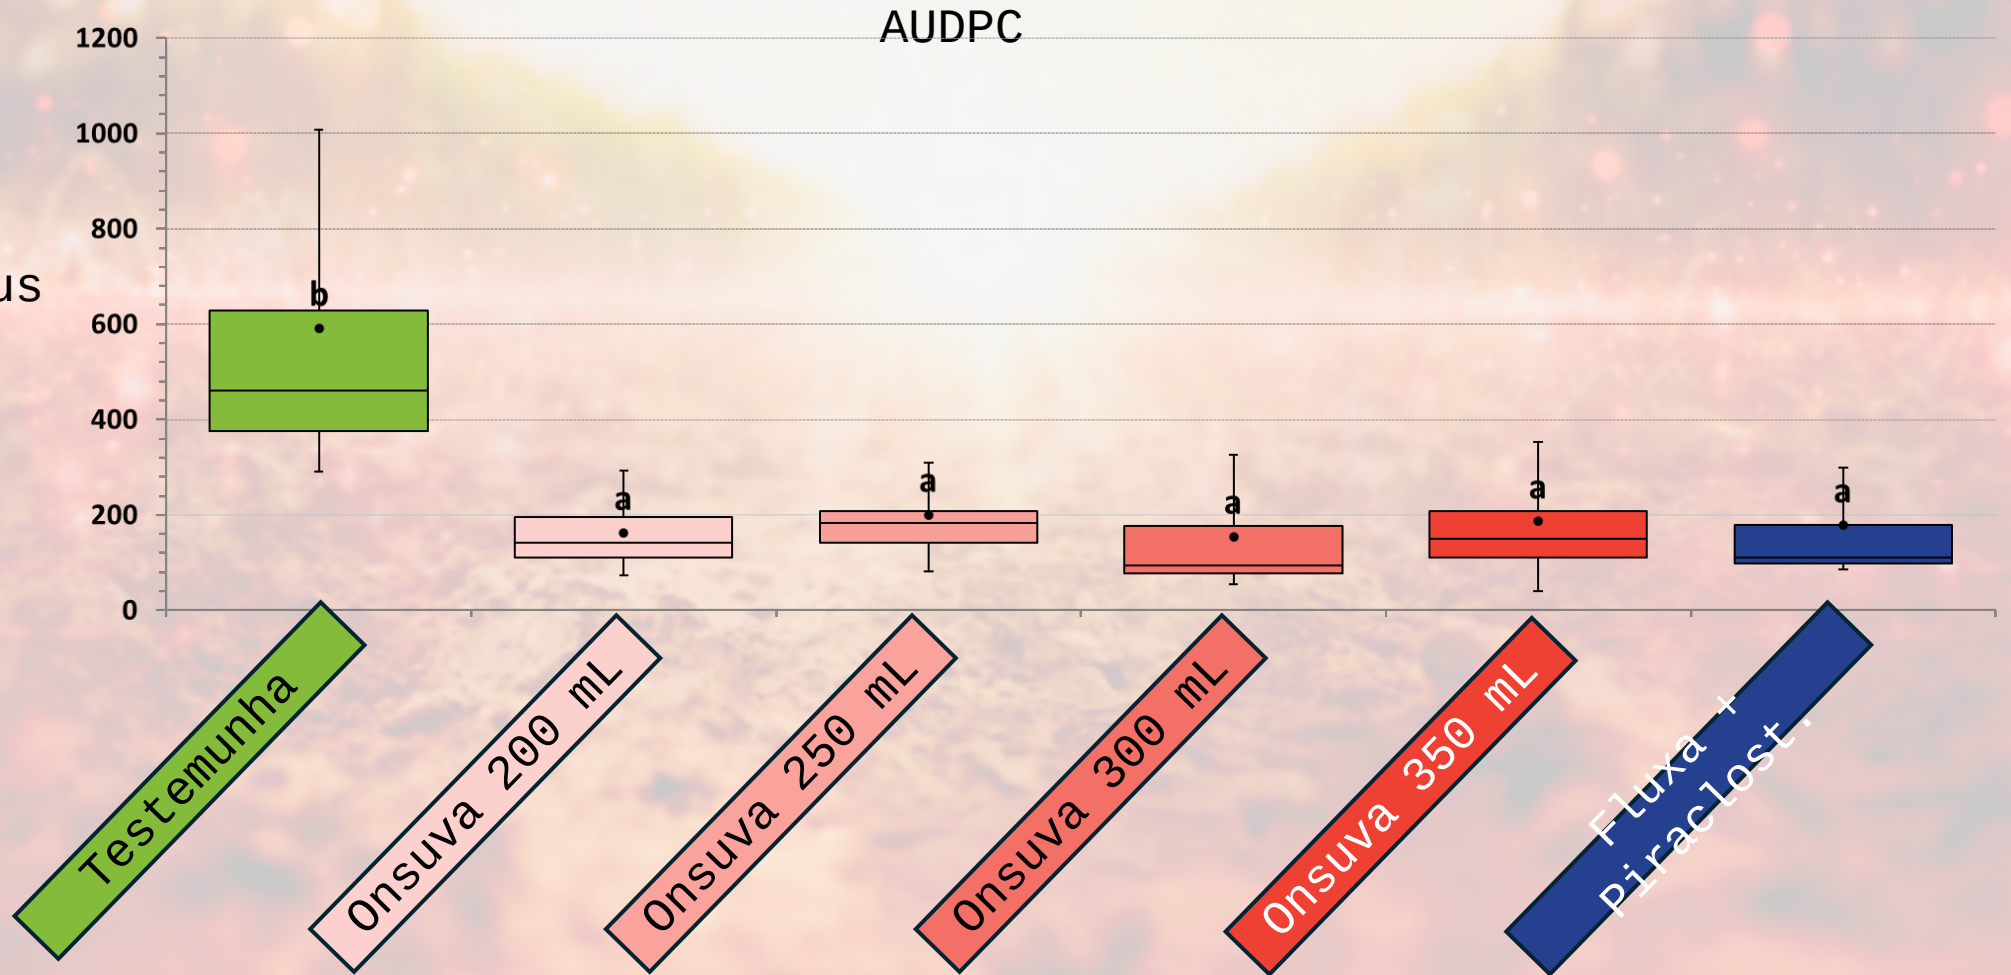 AUDPC
1200
1000
800
600
400
200
0
us
b
a
a
a
a
a
Testemunha
Onsuva 200 mL
Onsuva 250 mL
Onsuva 300 mL
Onsuva 350 mL
Fluxa +
Piraclost.